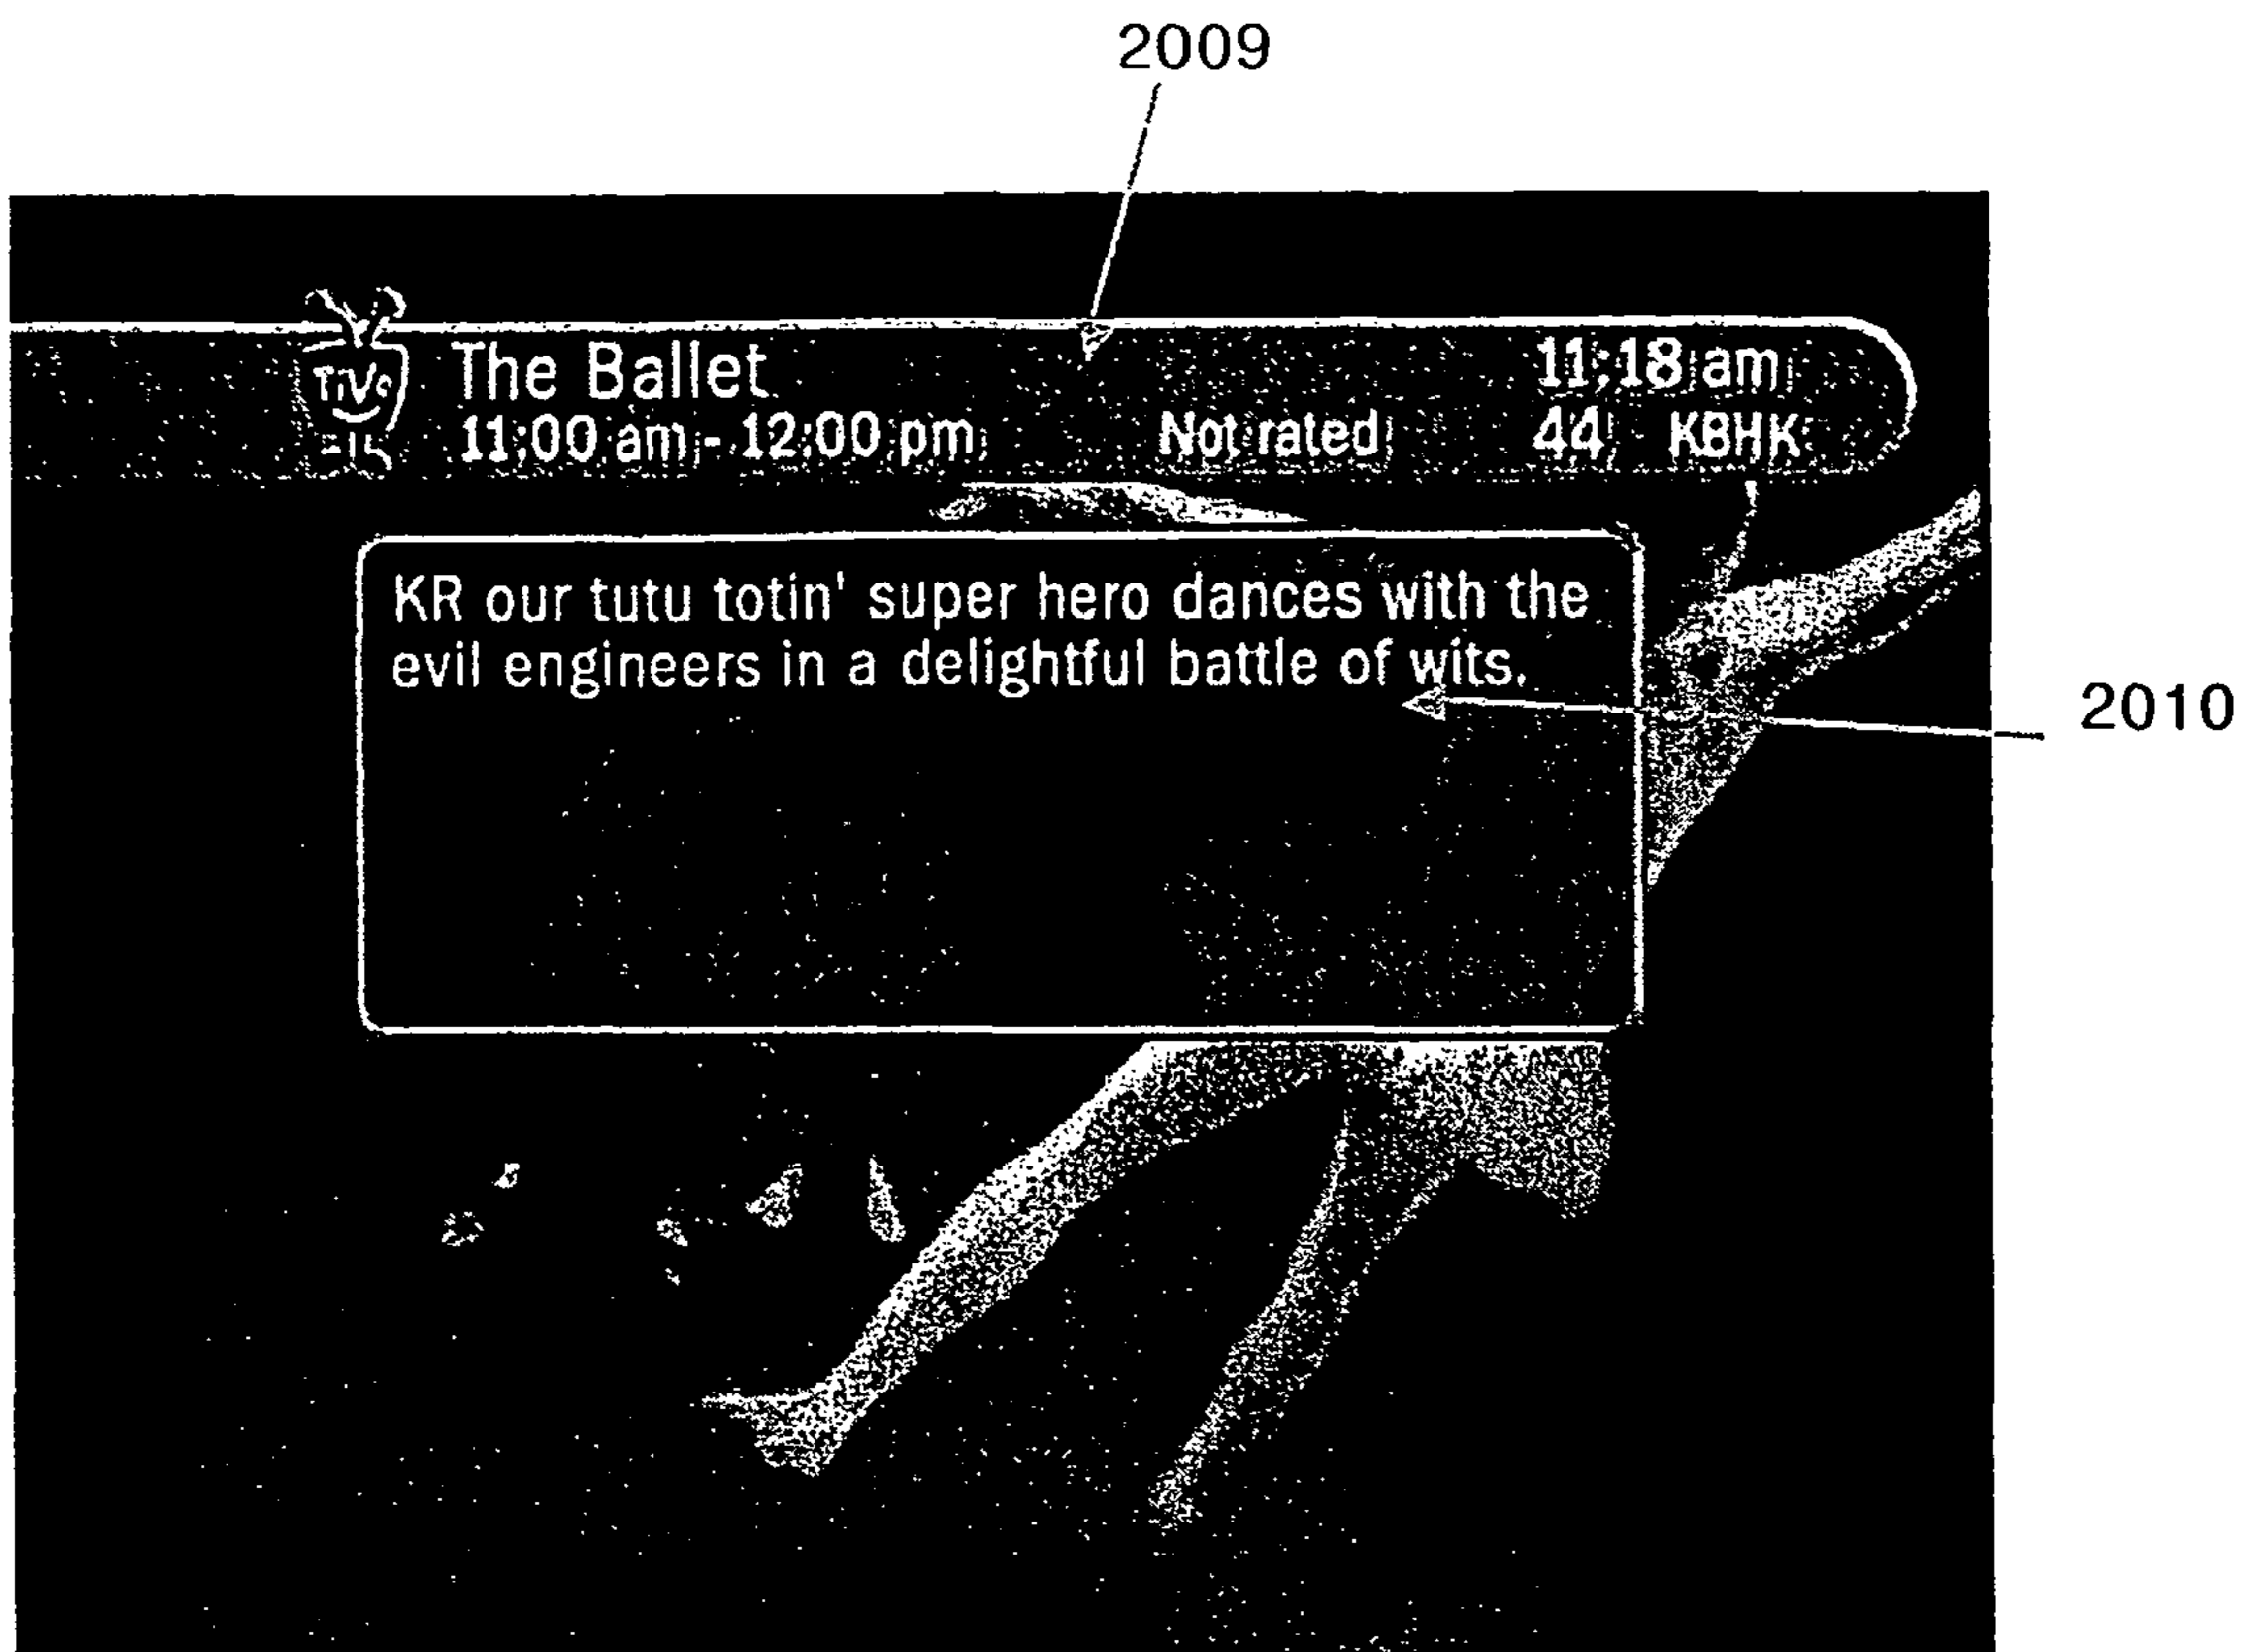 2009
TiVo
The Ballet
11:18 am
11:00 am - 12:00 pm
Not rated
44 KBHK
KR our tutu totin' super hero dances with the
evil engineers in a delightful battle of wits.
2010